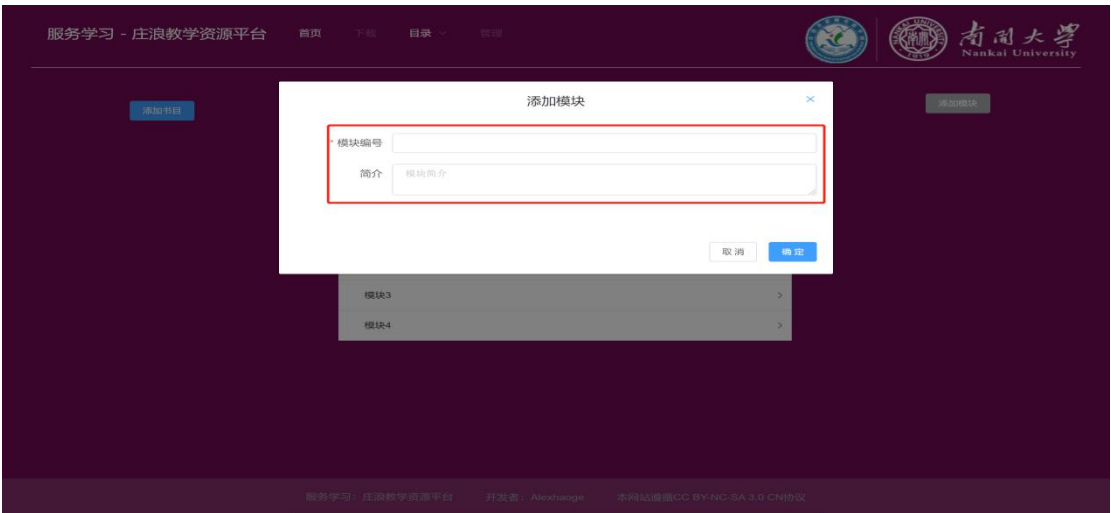 服务学习 - 庄浪教学资源平台 首页 下载 目录 管理
南开大学
Nankai University
添加书目
添加模块
添加模块
* 模块编号
简介 模块简介
取消 确定
模块3
模块4
服务学习：庄浪教学资源平台 开发者：Alexhaoge 本网站遵循CC BY-NC-SA 3.0 CN协议